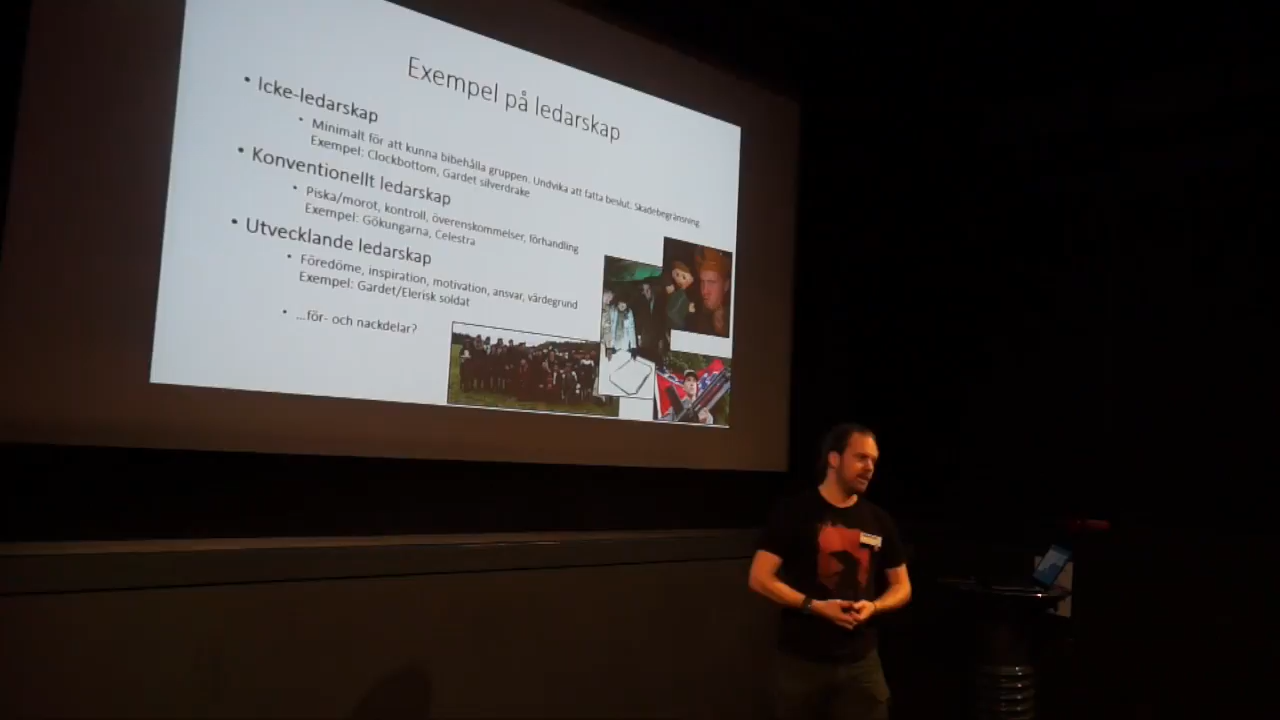 Exempel på ledarskap
• Icke-ledarskap
• Minimalt för att kunna bibehålla gruppen. Undvika att fatta beslut. Skadebegränsning
Exempel: Clockbottom, Gardet silverdrake
• Konventionellt ledarskap
• Piska/morot, kontroll, överenskommelser, förhandling
Exempel: Gökungarna, Celestra
• Utvecklande ledarskap
• Föredöme, inspiration, motivation, ansvar, värdegrund
Exempel: Gardet/Elerisk soldat
• ...för- och nackdelar?